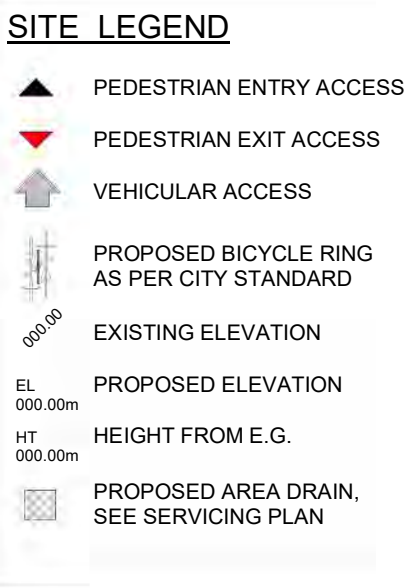 SITE LEGEND
PEDESTRIAN ENTRY ACCESS
PEDESTRIAN EXIT ACCESS
VEHICULAR ACCESS
PROPOSED BICYCLE RING
AS PER CITY STANDARD
000.00 EXISTING ELEVATION
EL PROPOSED ELEVATION
000.00m
HT HEIGHT FROM E.G.
000.00m
PROPOSED AREA DRAIN,
SEE SERVICING PLAN